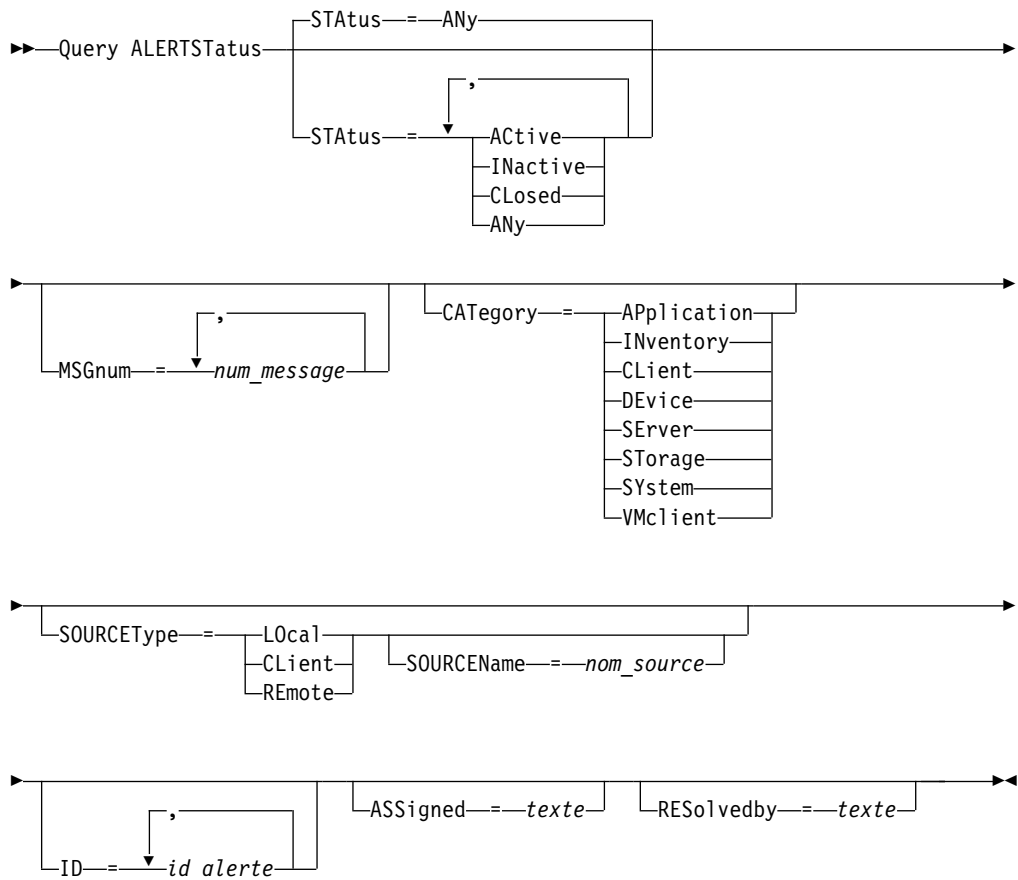 STAtus = ANy
Query ALERTSTatus
,
STAtus = ACtive
INactive
CLosed
ANy
,
MSGnum = num_message
CATegory = APplication
INventory
CLient
DEvice
SErver
STorage
SYstem
VMclient
SOURCEType = LOcal
CLient
REmote
SOURCEName = nom_source
,
ID = id_alerte
ASSigned = texte
RESolvedby = texte